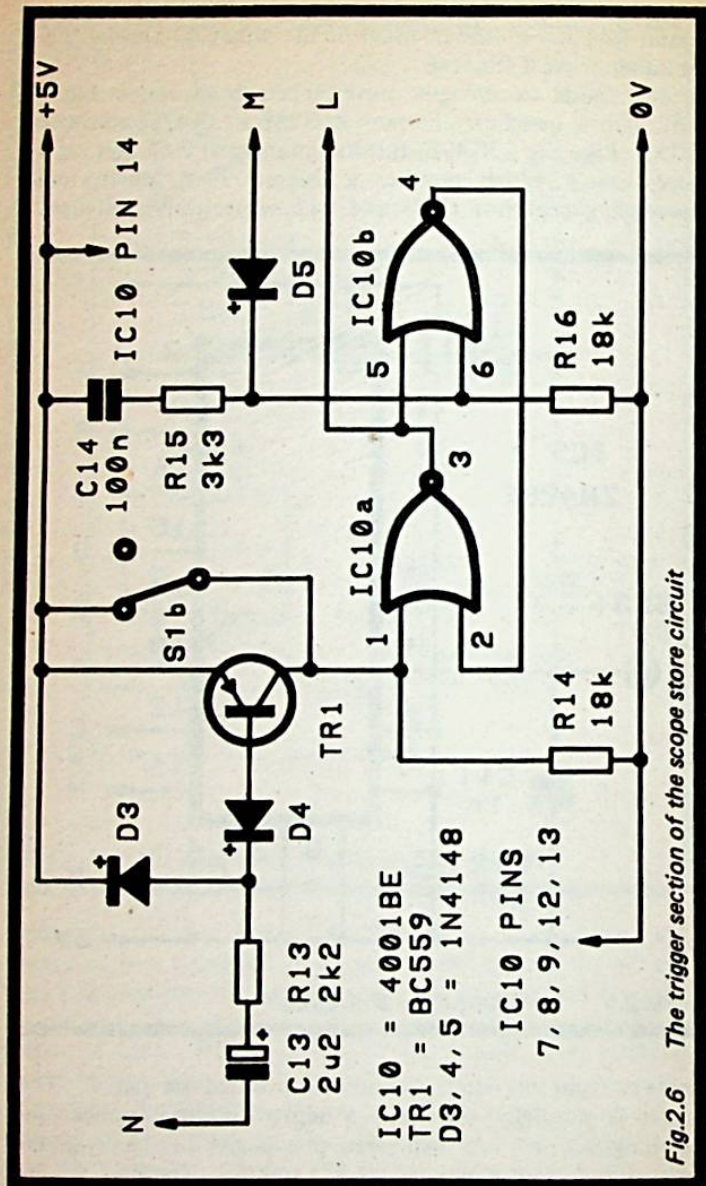 +5V
C14
100n
IC10 PIN 14
D3
S1b
R15
3k3
M
D5
TR1
L
N
C13
2u2
R13
2k2
D4
IC10a
IC10b
1
2
3
5
6
4
IC10 = 4001BE
TR1 = BC559
D3,4,5 = 1N4148
IC10 PINS
7,8,9,12,13
R14
18k
R16
18k
0V
Fig.2.6 The trigger section of the scope store circuit